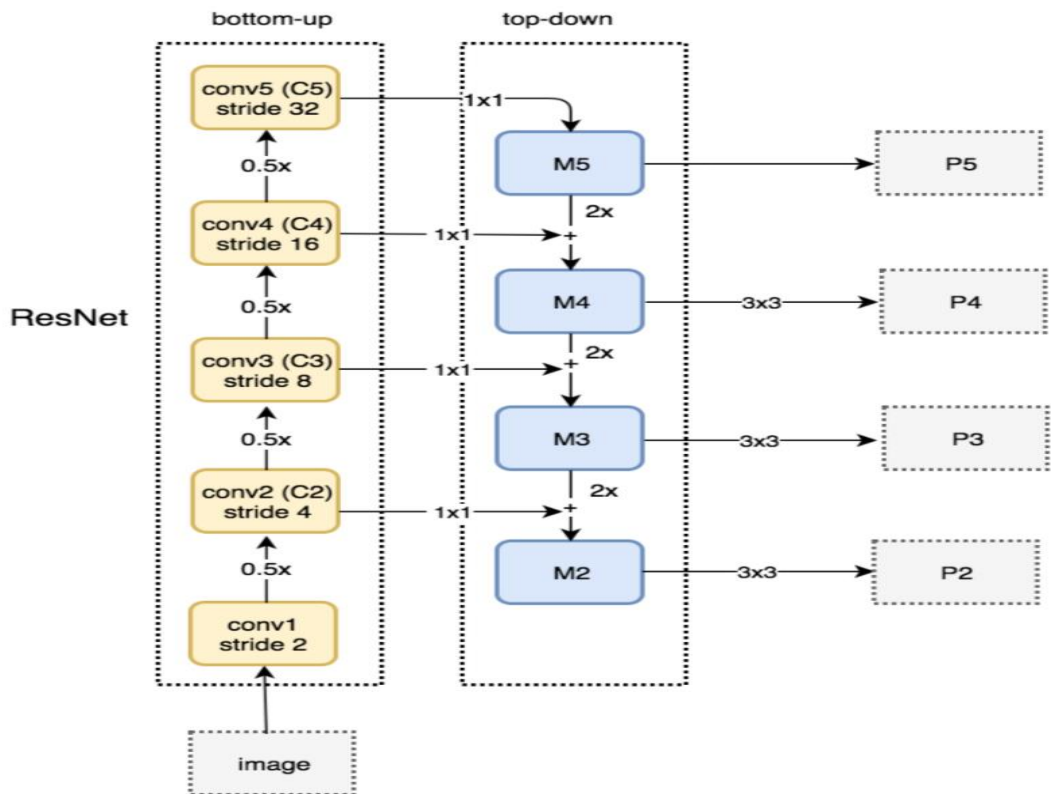 bottom-up
top-down
conv5 (C5)
stride 32
1x1
M5
P5
0.5x
2x
conv4 (C4)
stride 16
1x1
+
M4
3x3
P4
ResNet
0.5x
2x
conv3 (C3)
stride 8
1x1
+
M3
3x3
P3
0.5x
2x
conv2 (C2)
stride 4
1x1
+
M2
3x3
P2
0.5x
conv1
stride 2
image